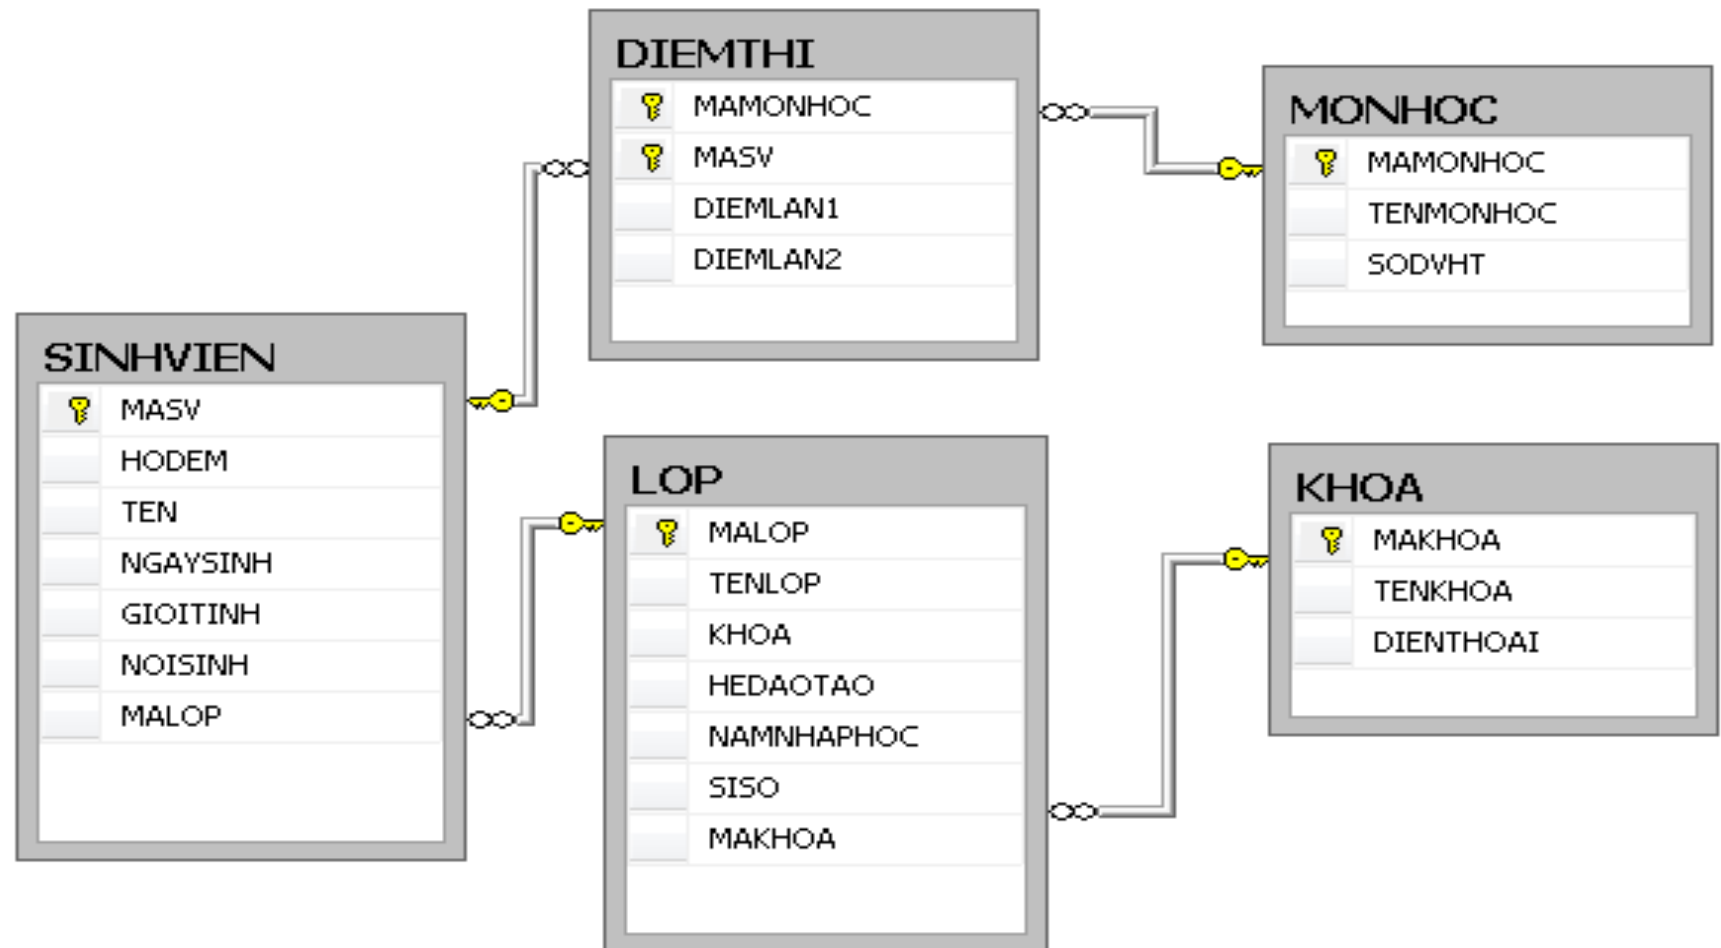 DIEMTHI
MAMONHOC
MASV
DIEMLAN1
DIEMLAN2
MONHOC
MAMONHOC
TENMONHOC
SODVHT
SINHVIEN
MASV
HODEM
TEN
NGAYSINH
GIOITINH
NOISINH
MALOP
LOP
MALOP
TENLOP
KHOA
HEDAOTAO
NAMNHAPHOC
SISO
MAKHOA
KHOA
MAKHOA
TENKHOA
DIENTHOAI